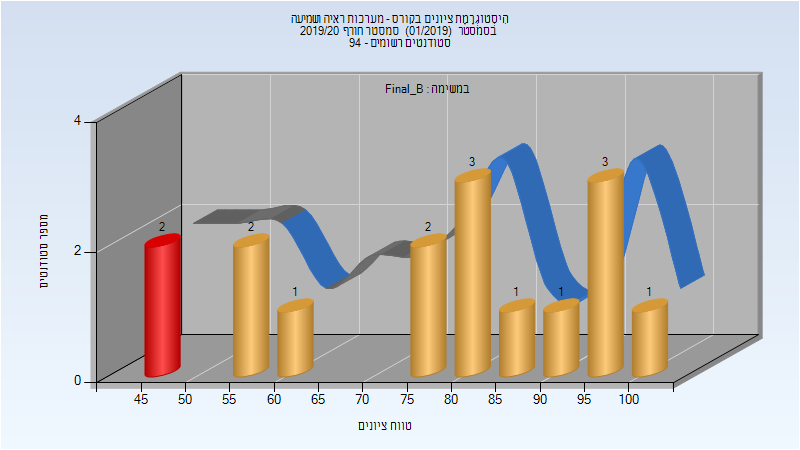 היסטוגרמת ציונים בקורס - מערכות ראיה ושמיעה
בסמסטר (01/2019) סמסטר חורף 2019/20
סטודנטים רשומים - 94
במשימה : Final_B
מספר סטודנטים
4
2
0
2
2
1
2
3
1
1
3
1
45 50 55 60 65 70 75 80 85 90 95 100
טווח ציונים